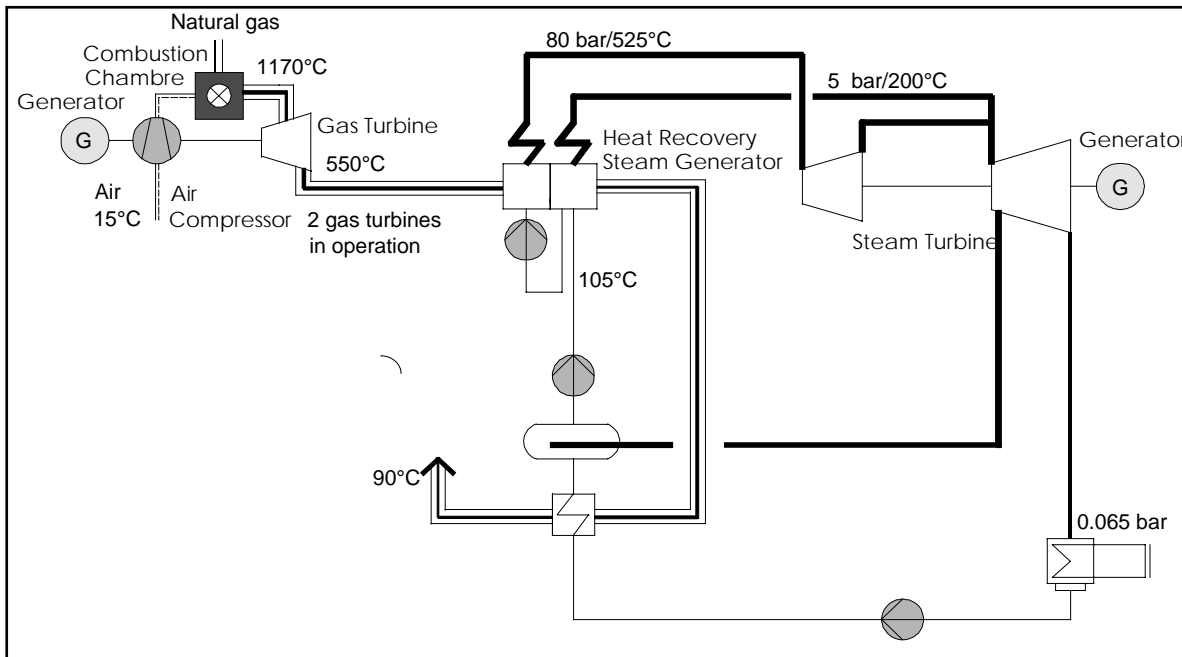 Natural gas
Combustion
Chambre
1170°C
Generator
G
Gas Turbine
550°C
Air
15°C
Air
Compressor
2 gas turbines
in operation
80 bar/525°C
5 bar/200°C
Heat Recovery
Steam Generator
Generator
G
Steam Turbine
105°C
90°C
0.065 bar